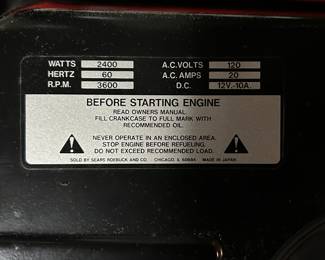 WATTS 2400 A.C. VOLTS 120
HERTZ 60 A.C. AMPS 20
R.P.M. 3600 D.C. 12V.-10A.
BEFORE STARTING ENGINE
READ OWNERS MANUAL.
FILL CRANKCASE TO FULL MARK WITH
RECOMMENDED OIL.
NEVER OPERATE IN AN ENCLOSED AREA.
STOP ENGINE BEFORE REFUELING.
DO NOT EXCEED RECOMMENDED LOAD.
SOLD BY SEARS ROEBUCK AND CO. CHICAGO, IL 60684 MADE IN JAPAN